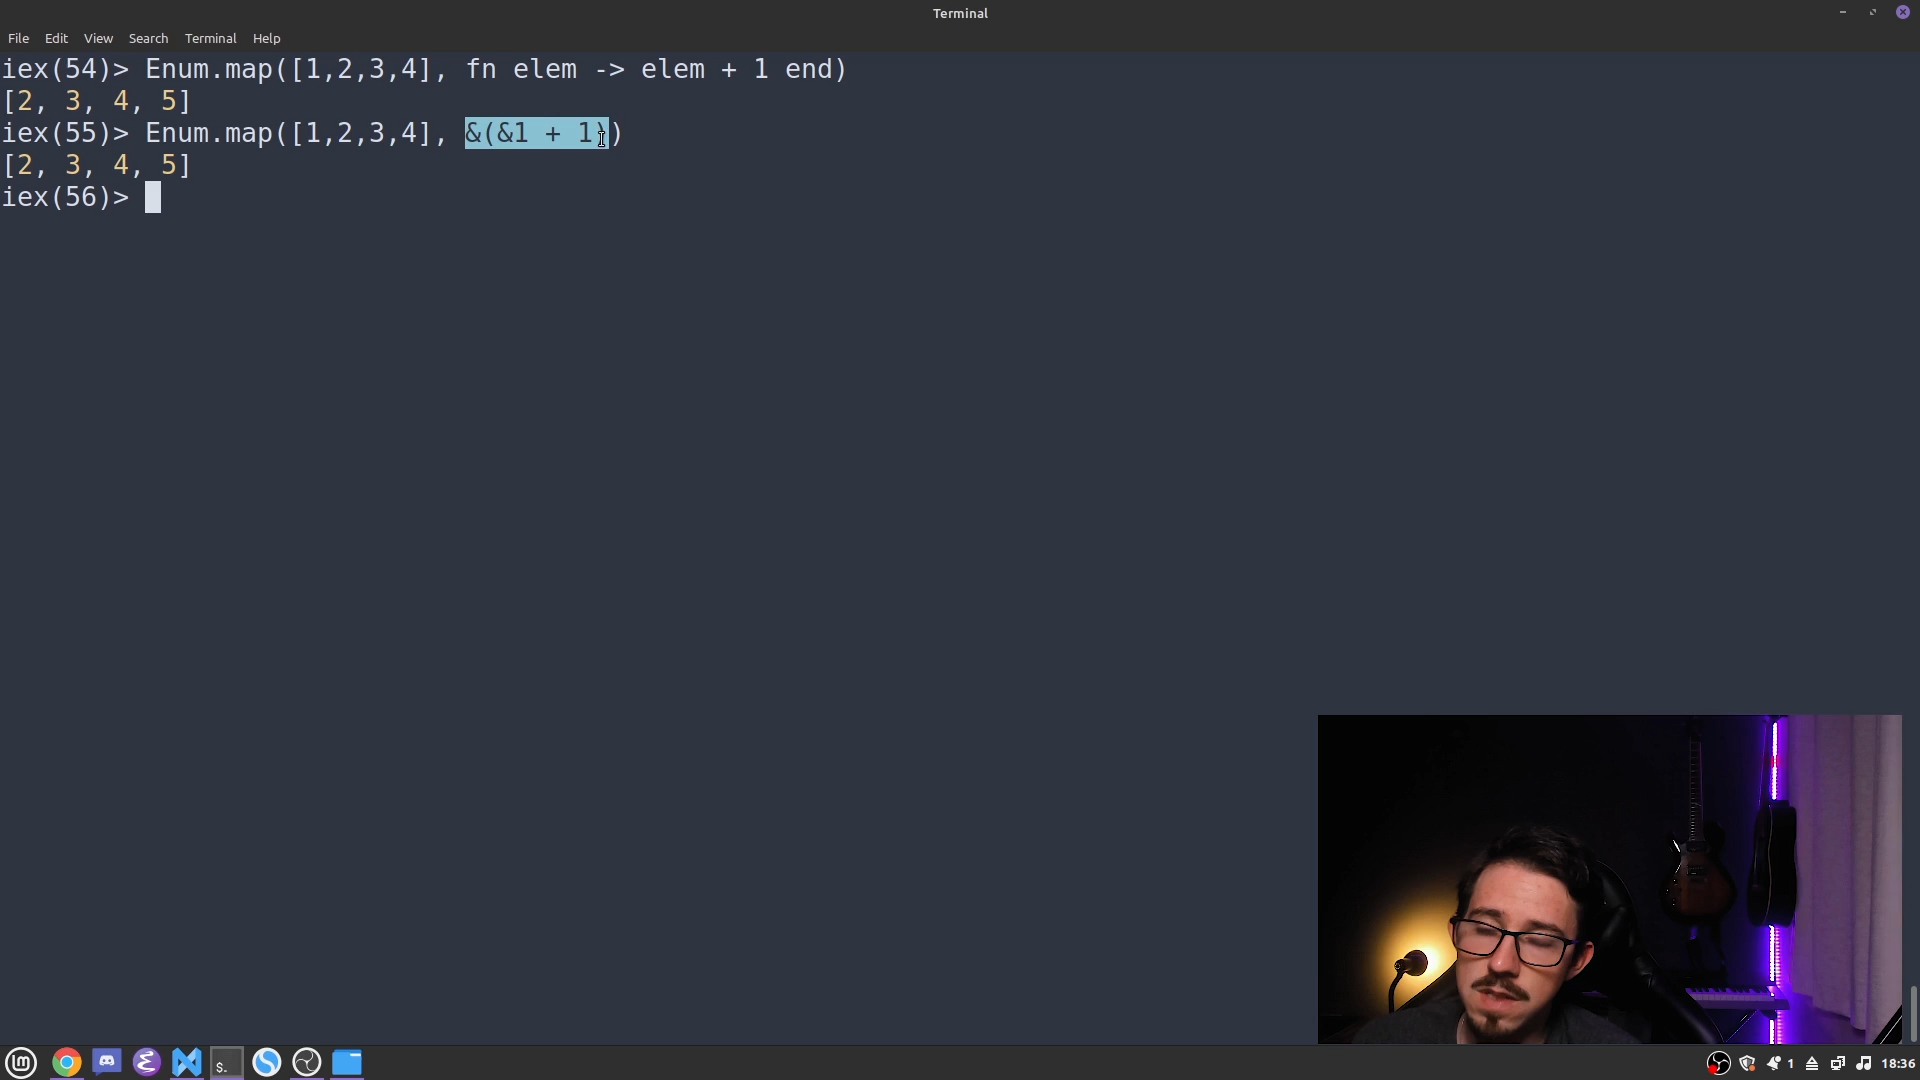 Terminal
File Edit View Search Terminal Help
iex(54)> Enum.map([1,2,3,4], fn elem -> elem + 1 end)
[2, 3, 4, 5]
iex(55)> Enum.map([1,2,3,4], &(&1 + 1))
[2, 3, 4, 5]
iex(56)>
1 18:36